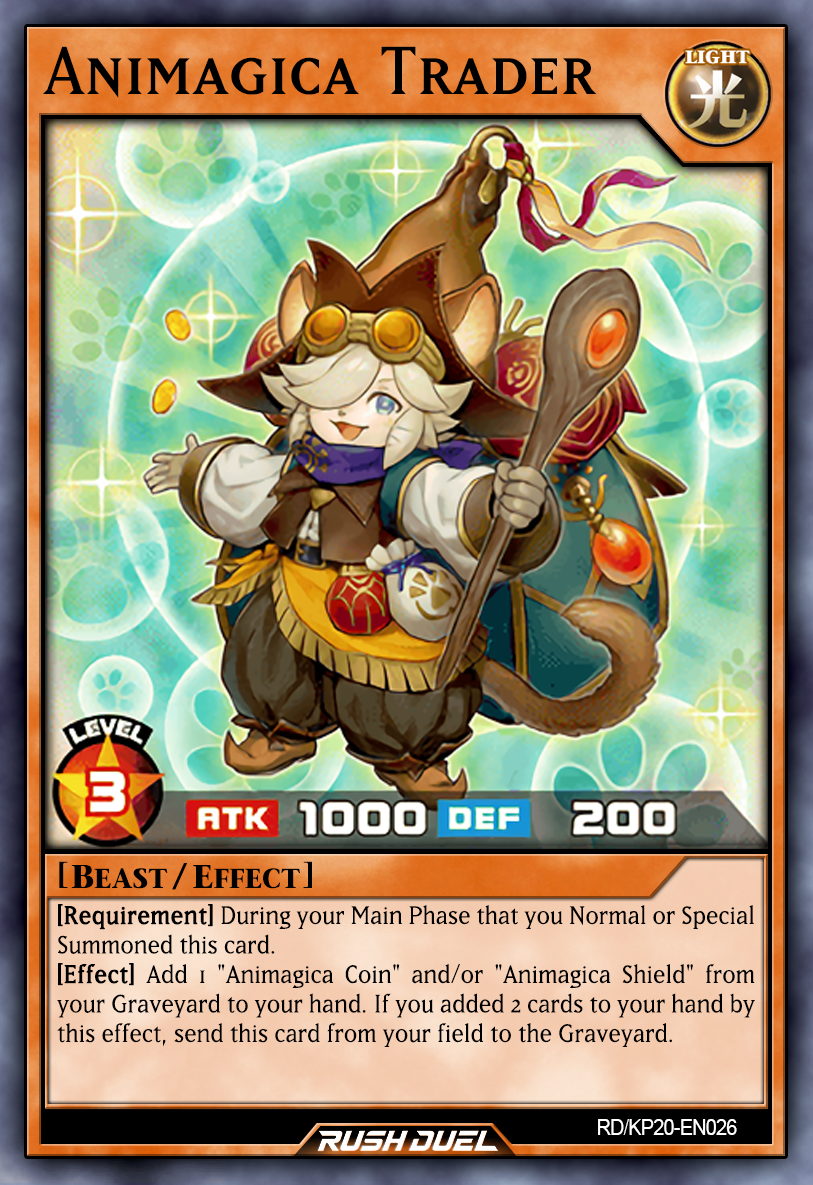 Animagica Trader
LIGHT
光
LEVEL
3
ATK 1000 DEF 200
[Beast / Effect]
[Requirement] During your Main Phase that you Normal or Special
Summoned this card.
[Effect] Add 1 "Animagica Coin" and/or "Animagica Shield" from
your Graveyard to your hand. If you added 2 cards to your hand by
this effect, send this card from your field to the Graveyard.
RD/KP20-EN026
RUSH DUEL